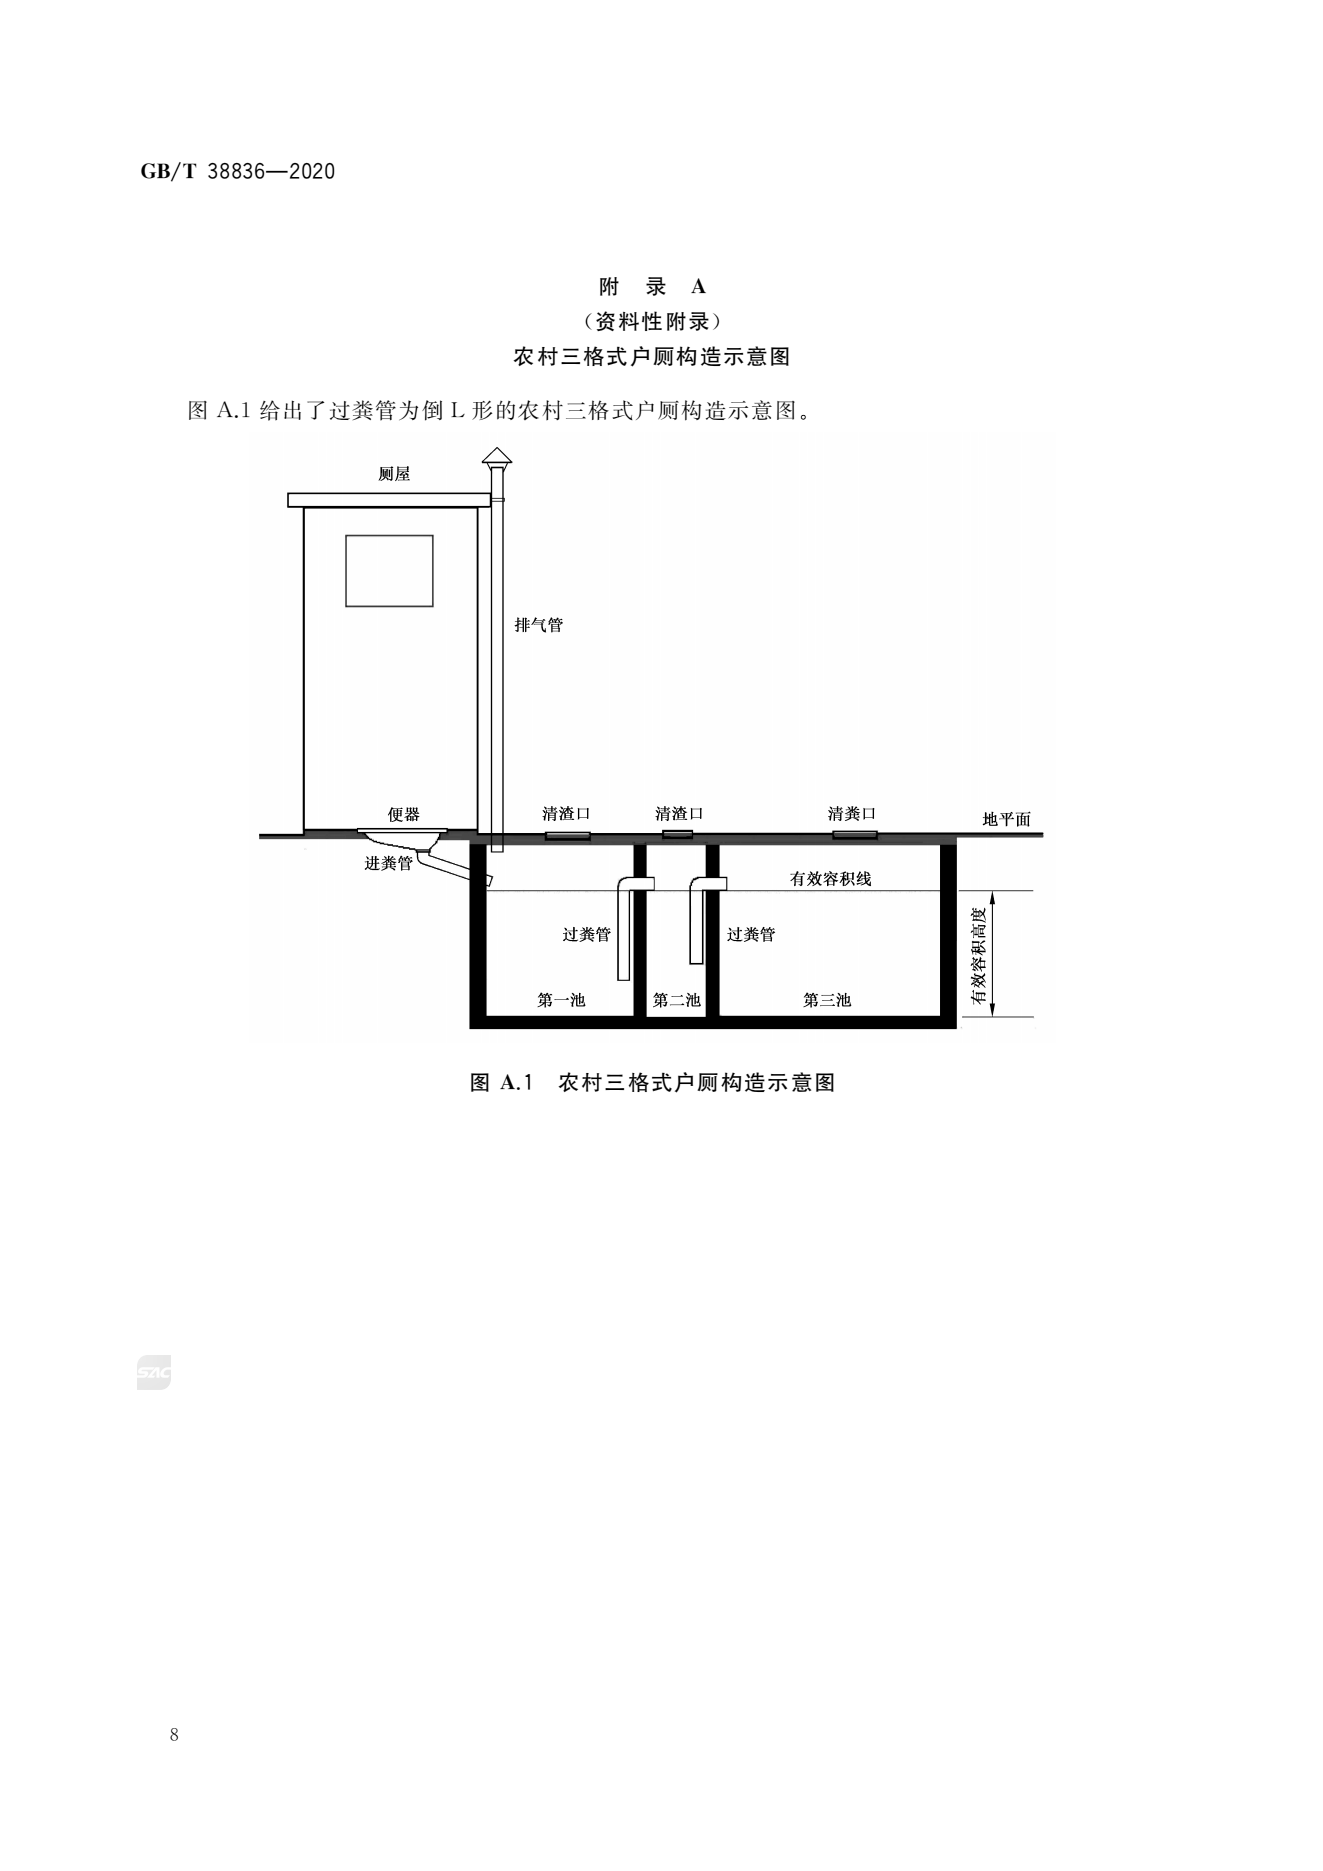 GB/T 38836—2020
附 录 A
（资料性附录）
农村三格式户厕构造示意图
图 A.1 给出了过粪管为倒 L 形的农村三格式户厕构造示意图。
厕屋
排气管
便器
清渣口
清渣口
清粪口
地平面
进粪管
有效容积线
过粪管
过粪管
有效容积高度
第一池
第二池
第三池
图 A.1 农村三格式户厕构造示意图
SAC
8